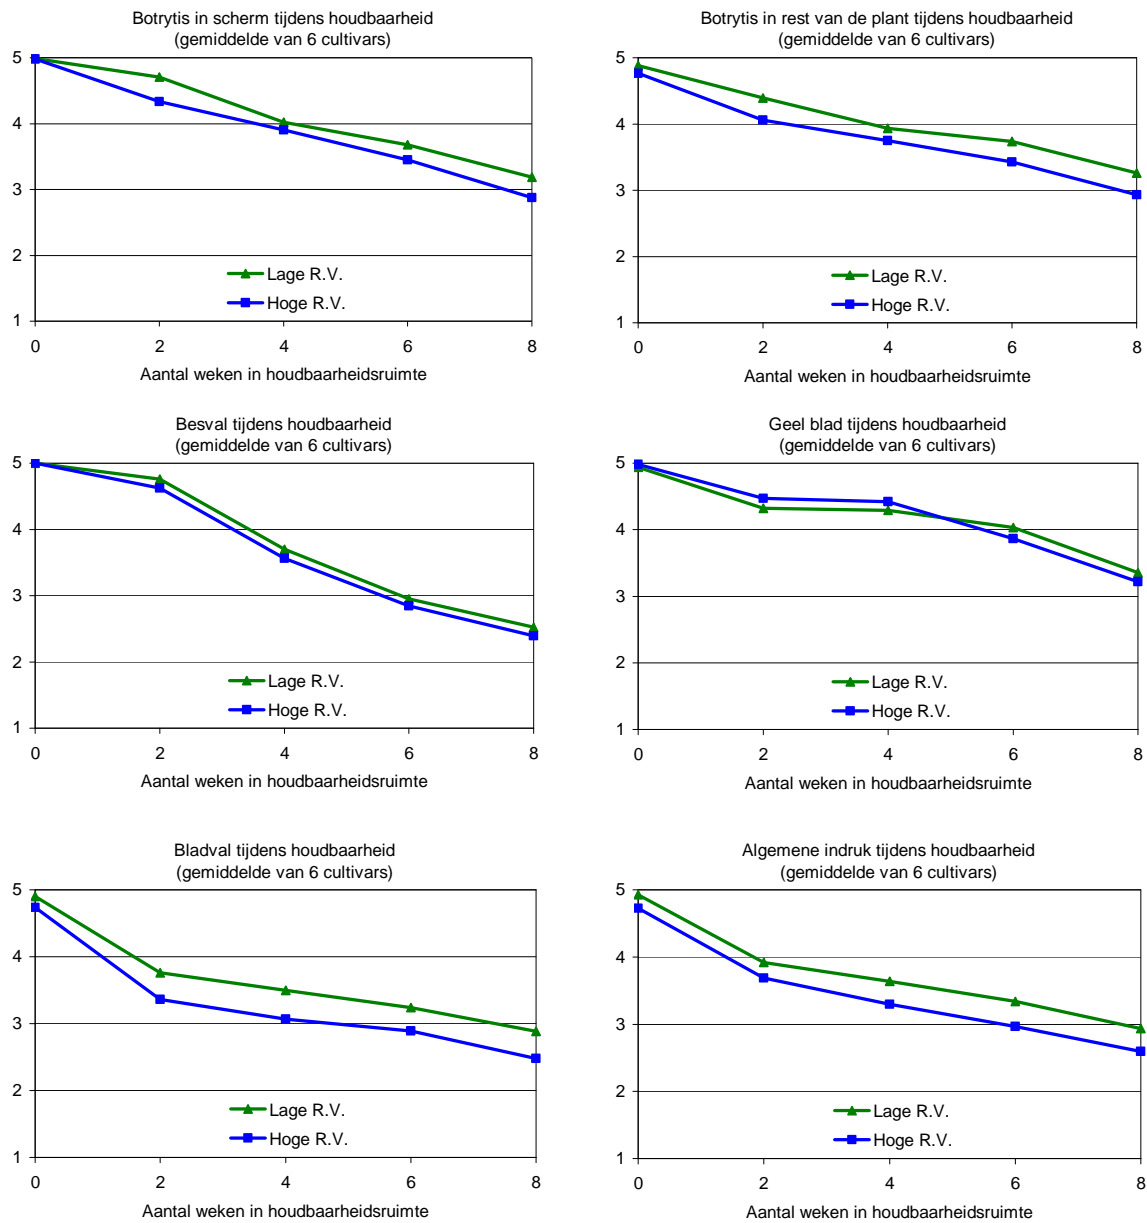 Botrytis in scherm tijdens houdbaarheid
(gemiddelde van 6 cultivars)
5
4
3
2
1
Lage R.V.
Hoge R.V.
0 2 4 6 8
Aantal weken in houdbaarheidsruimte
Botrytis in rest van de plant tijdens houdbaarheid
(gemiddelde van 6 cultivars)
5
4
3
2
1
Lage R.V.
Hoge R.V.
0 2 4 6 8
Aantal weken in houdbaarheidsruimte
Besval tijdens houdbaarheid
(gemiddelde van 6 cultivars)
5
4
3
2
1
Lage R.V.
Hoge R.V.
0 2 4 6 8
Aantal weken in houdbaarheidsruimte
Geel blad tijdens houdbaarheid
(gemiddelde van 6 cultivars)
5
4
3
2
1
Lage R.V.
Hoge R.V.
0 2 4 6 8
Aantal weken in houdbaarheidsruimte
Bladval tijdens houdbaarheid
(gemiddelde van 6 cultivars)
5
4
3
2
1
Lage R.V.
Hoge R.V.
0 2 4 6 8
Aantal weken in houdbaarheidsruimte
Algemene indruk tijdens houdbaarheid
(gemiddelde van 6 cultivars)
5
4
3
2
1
Lage R.V.
Hoge R.V.
0 2 4 6 8
Aantal weken in houdbaarheidsruimte